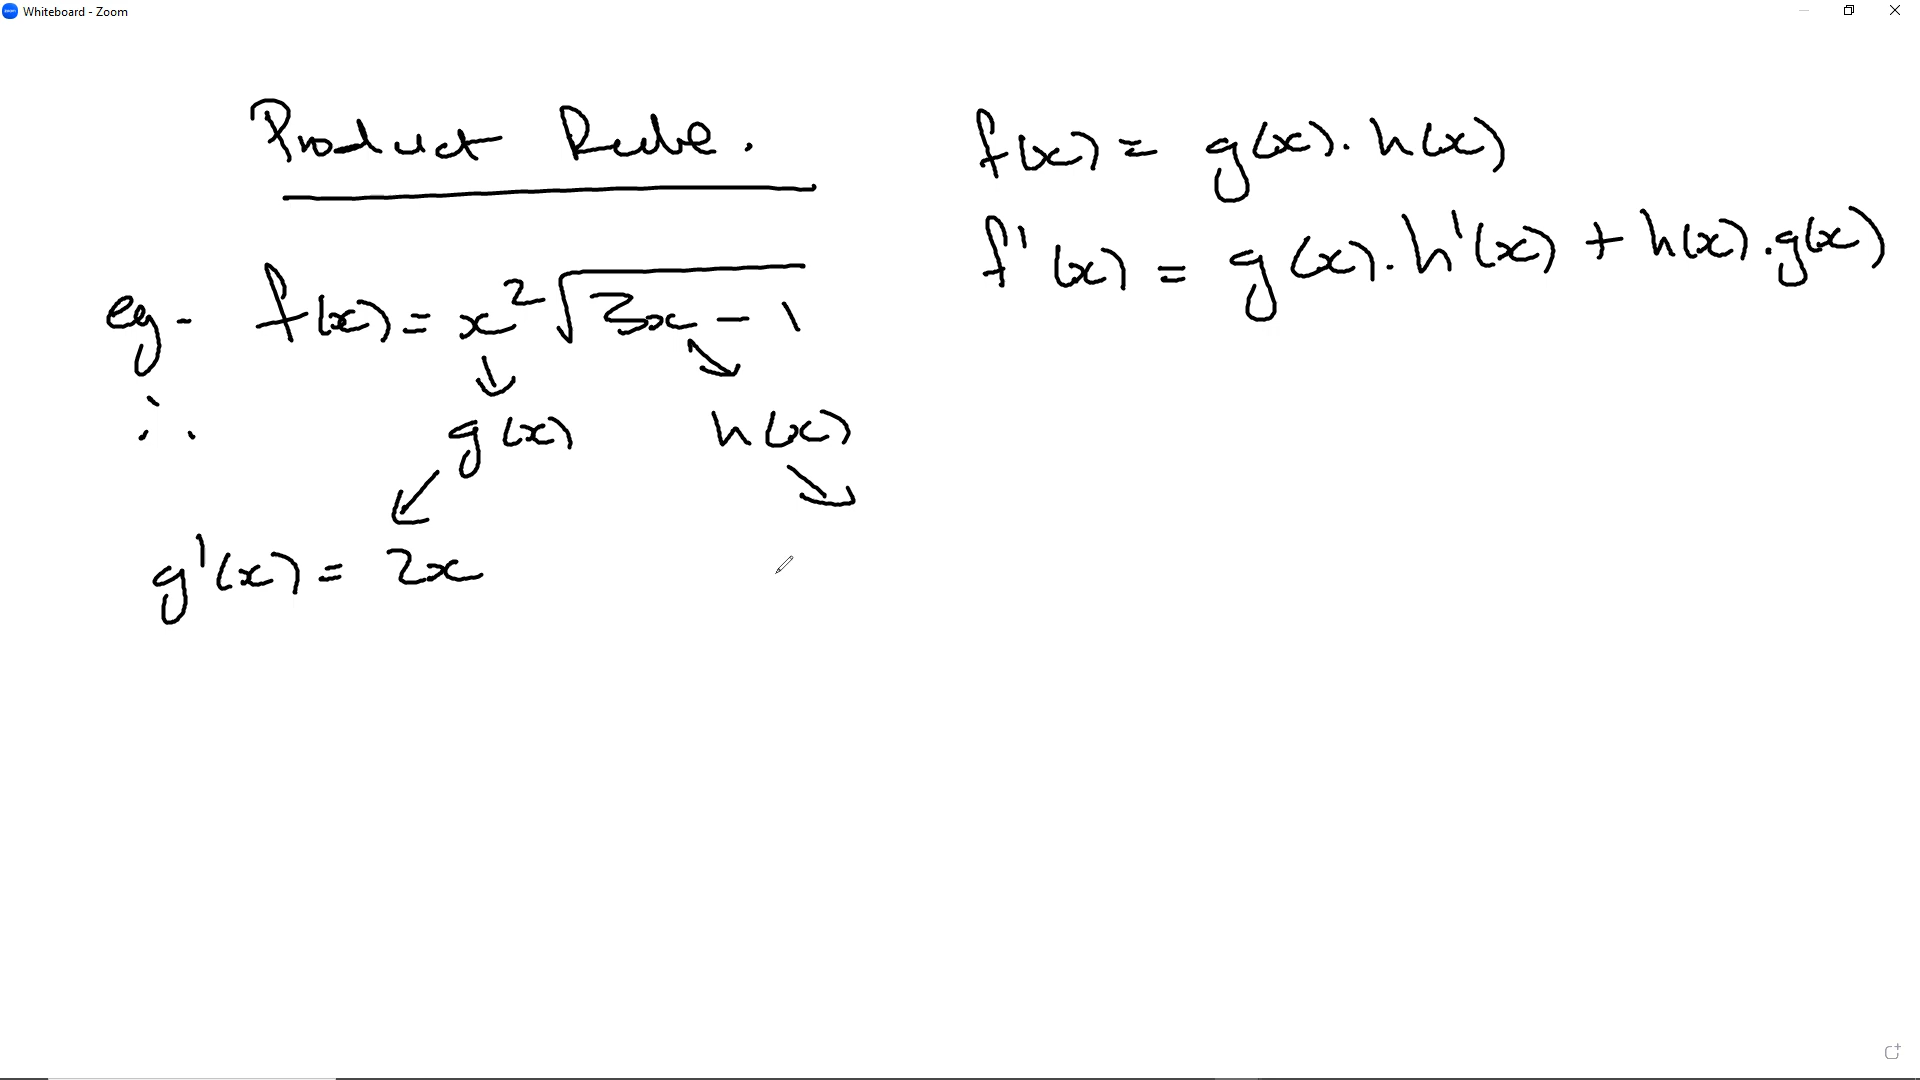 Whiteboard - Zoom
Product Rule.
eg - f(x) = x²√(3x - 1)
∴ g(x) h(x)
g'(x) = 2x
f(x) = g(x) . h(x)
f'(x) = g(x) . h'(x) + h(x) . g(x)